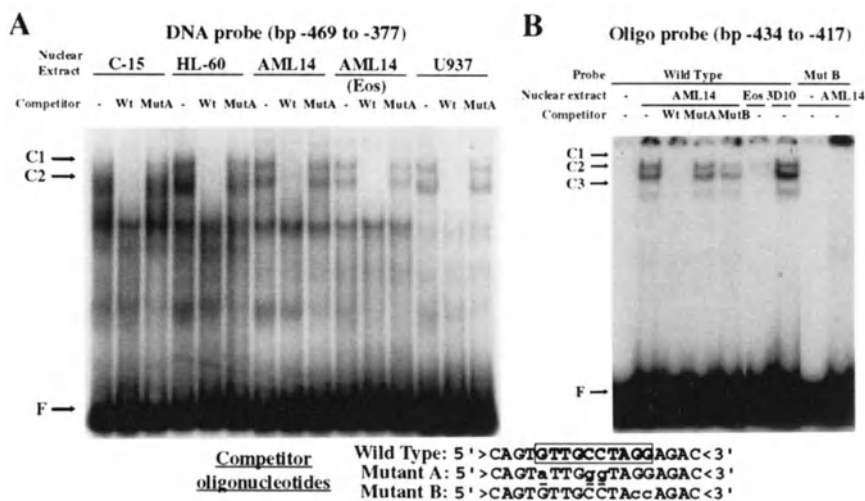 A
DNA probe (bp -469 to -377)
Nuclear Extract
C-15 HL-60 AML14 AML14 (Eos) U937
Competitor - Wt MutA - Wt MutA - Wt MutA - Wt MutA - Wt MutA
C1
C2
F
B
Oligo probe (bp -434 to -417)
Probe Wild Type Mut B
Nuclear extract - AML14 Eos 3D10 - AML14
Competitor - - Wt MutA MutB - - - -
C1
C2
C3
F
Competitor oligonucleotides
Wild Type: 5'>CAGTGTTGCCTAGGAGAC<3'
Mutant A: 5'>CAGTaTTGggTAGGAGAC<3'
Mutant B: 5'>CAGTGTTGCCTAccAGAC<3'